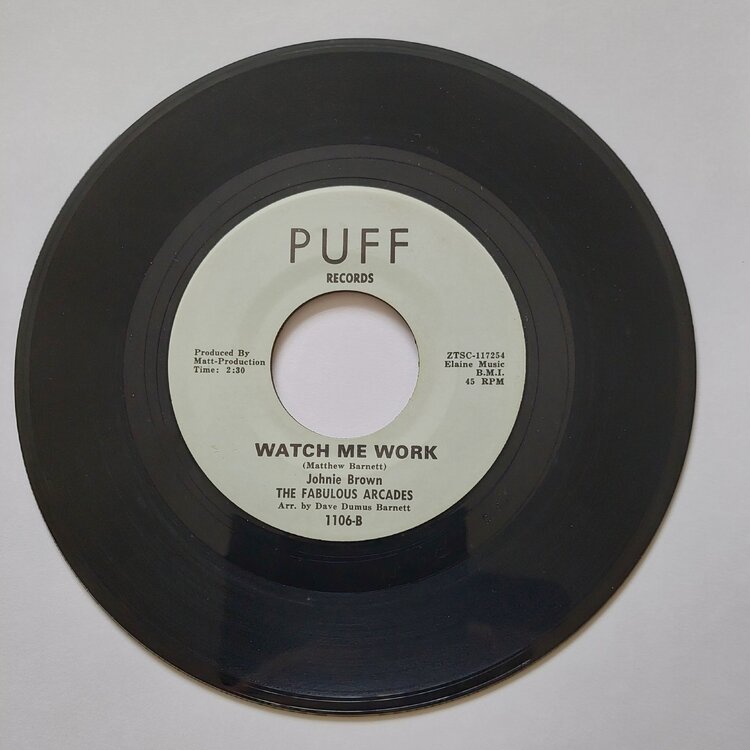 PUFF
RECORDS
Produced By
Matt-Production
Time: 2:30
ZTSC-117254
Elaine Music
B.M.I.
45 RPM
WATCH ME WORK
(Matthew Barnett)
Johnie Brown
THE FABULOUS ARCADES
Arr. by Dave Dumus Barnett
1106-B